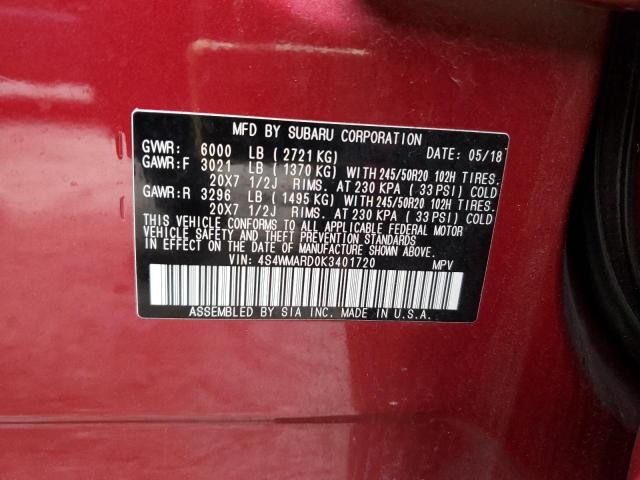 MFD BY SUBARU CORPORATION
GVWR: 6000 LB ( 2721 KG) DATE: 05/18
GAWR:F 3021 LB ( 1370 KG) WITH 245/50R20 102H TIRES.
20X7 1/2J RIMS. AT 230 KPA ( 33 PSI) COLD
GAWR:R 3296 LB ( 1495 KG) WITH 245/50R20 102H TIRES.
20X7 1/2J RIMS. AT 230 KPA ( 33 PSI) COLD
THIS VEHICLE CONFORMS TO ALL APPLICABLE FEDERAL MOTOR
VEHICLE SAFETY, BUMPER, AND THEFT PREVENTION STANDARDS
IN EFFECT ON THE DATE OF MANUFACTURE SHOWN ABOVE.
VIN: 4S4WMARD0K3401720 MPV
ASSEMBLED BY SIA INC. MADE IN U.S.A.